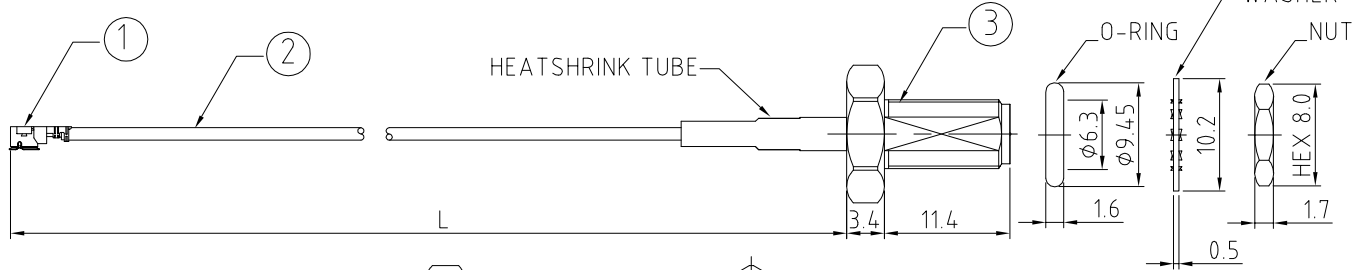 WASHER
1
2
3
O-RING
NUT
HEATSHRINK TUBE
ϕ6.3
ϕ9.45
10.2
HEX 8.0
L
3.4
11.4
1.6
1.7
0.5